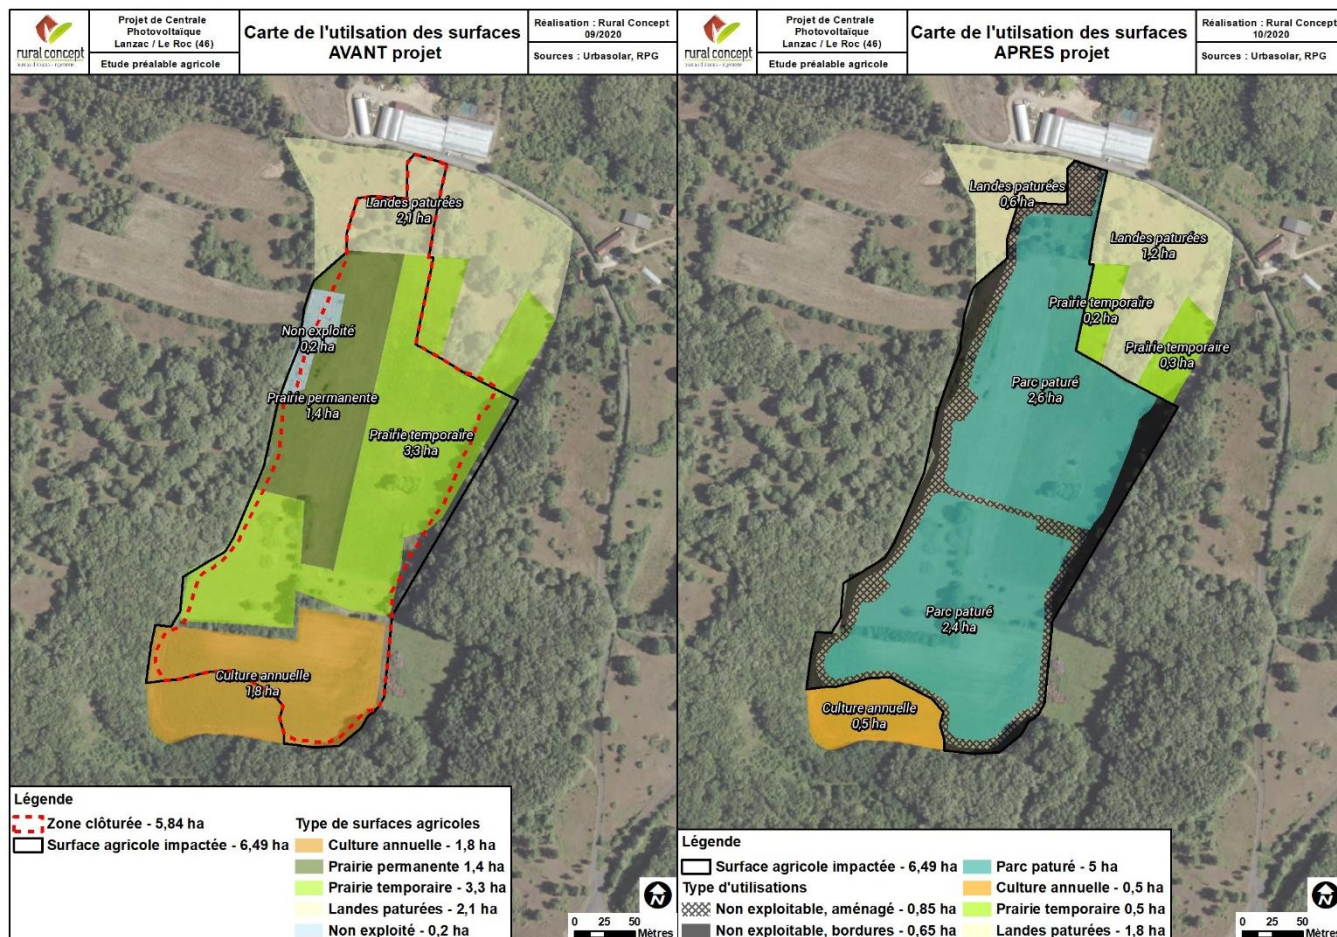 rural concept
Projet de Centrale
Photovoltaïque
Lanzac / Le Roc (46)
Etude préalable agricole
Carte de l'utilsation des surfaces
AVANT projet
Réalisation : Rural Concept
09/2020
Sources : Urbasolar, RPG
Landes paturées
2,1 ha
Non exploité
0,2 ha
Prairie permanente
1,4 ha
Prairie temporaire
3,3 ha
Culture annuelle
1,8 ha
Légende
Zone clôturée - 5,84 ha
Surface agricole impactée - 6,49 ha
Type de surfaces agricoles
Culture annuelle - 1,8 ha
Prairie permanente 1,4 ha
Prairie temporaire - 3,3 ha
Landes paturées - 2,1 ha
Non exploité - 0,2 ha
N
0 25 50
Mètres
rural concept
Projet de Centrale
Photovoltaïque
Lanzac / Le Roc (46)
Etude préalable agricole
Carte de l'utilsation des surfaces
APRES projet
Réalisation : Rural Concept
10/2020
Sources : Urbasolar, RPG
Landes paturées
0,6 ha
Landes paturées
1,2 ha
Prairie temporaire
0,2 ha
Prairie temporaire
0,3 ha
Parc paturé
2,6 ha
Parc paturé
2,4 ha
Culture annuelle
0,5 ha
Légende
Surface agricole impactée - 6,49 ha
Type d'utilisations
Non exploitable, aménagé - 0,85 ha
Non exploitable, bordures - 0,65 ha
Parc paturé - 5 ha
Culture annuelle - 0,5 ha
Prairie temporaire 0,5 ha
Landes paturées - 1,8 ha
N
0 25 50
Mètres